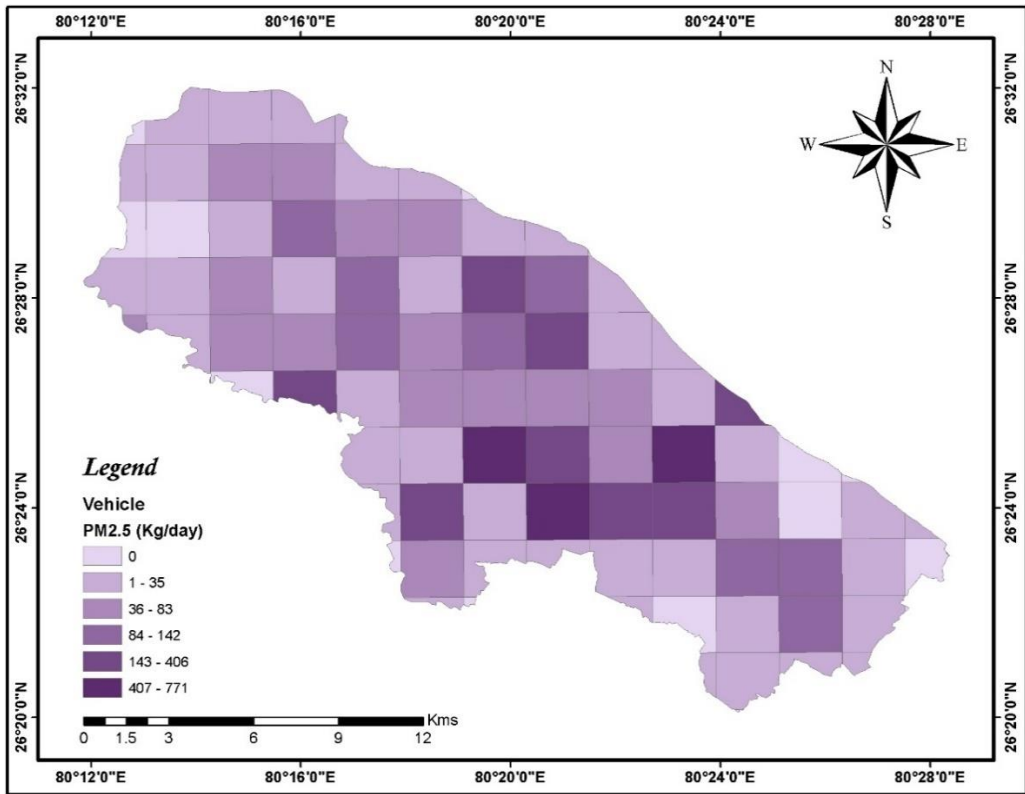 80°12'0"E 80°16'0"E 80°20'0"E 80°24'0"E 80°28'0"E
26°32'0"N 26°32'0"N
N
W E
S
26°28'0"N 26°28'0"N
26°24'0"N 26°24'0"N
Legend
Vehicle
PM2.5 (Kg/day)
0
1 - 35
36 - 83
84 - 142
143 - 406
407 - 771
26°20'0"N 26°20'0"N
Kms
0 1.5 3 6 9 12
80°12'0"E 80°16'0"E 80°20'0"E 80°24'0"E 80°28'0"E